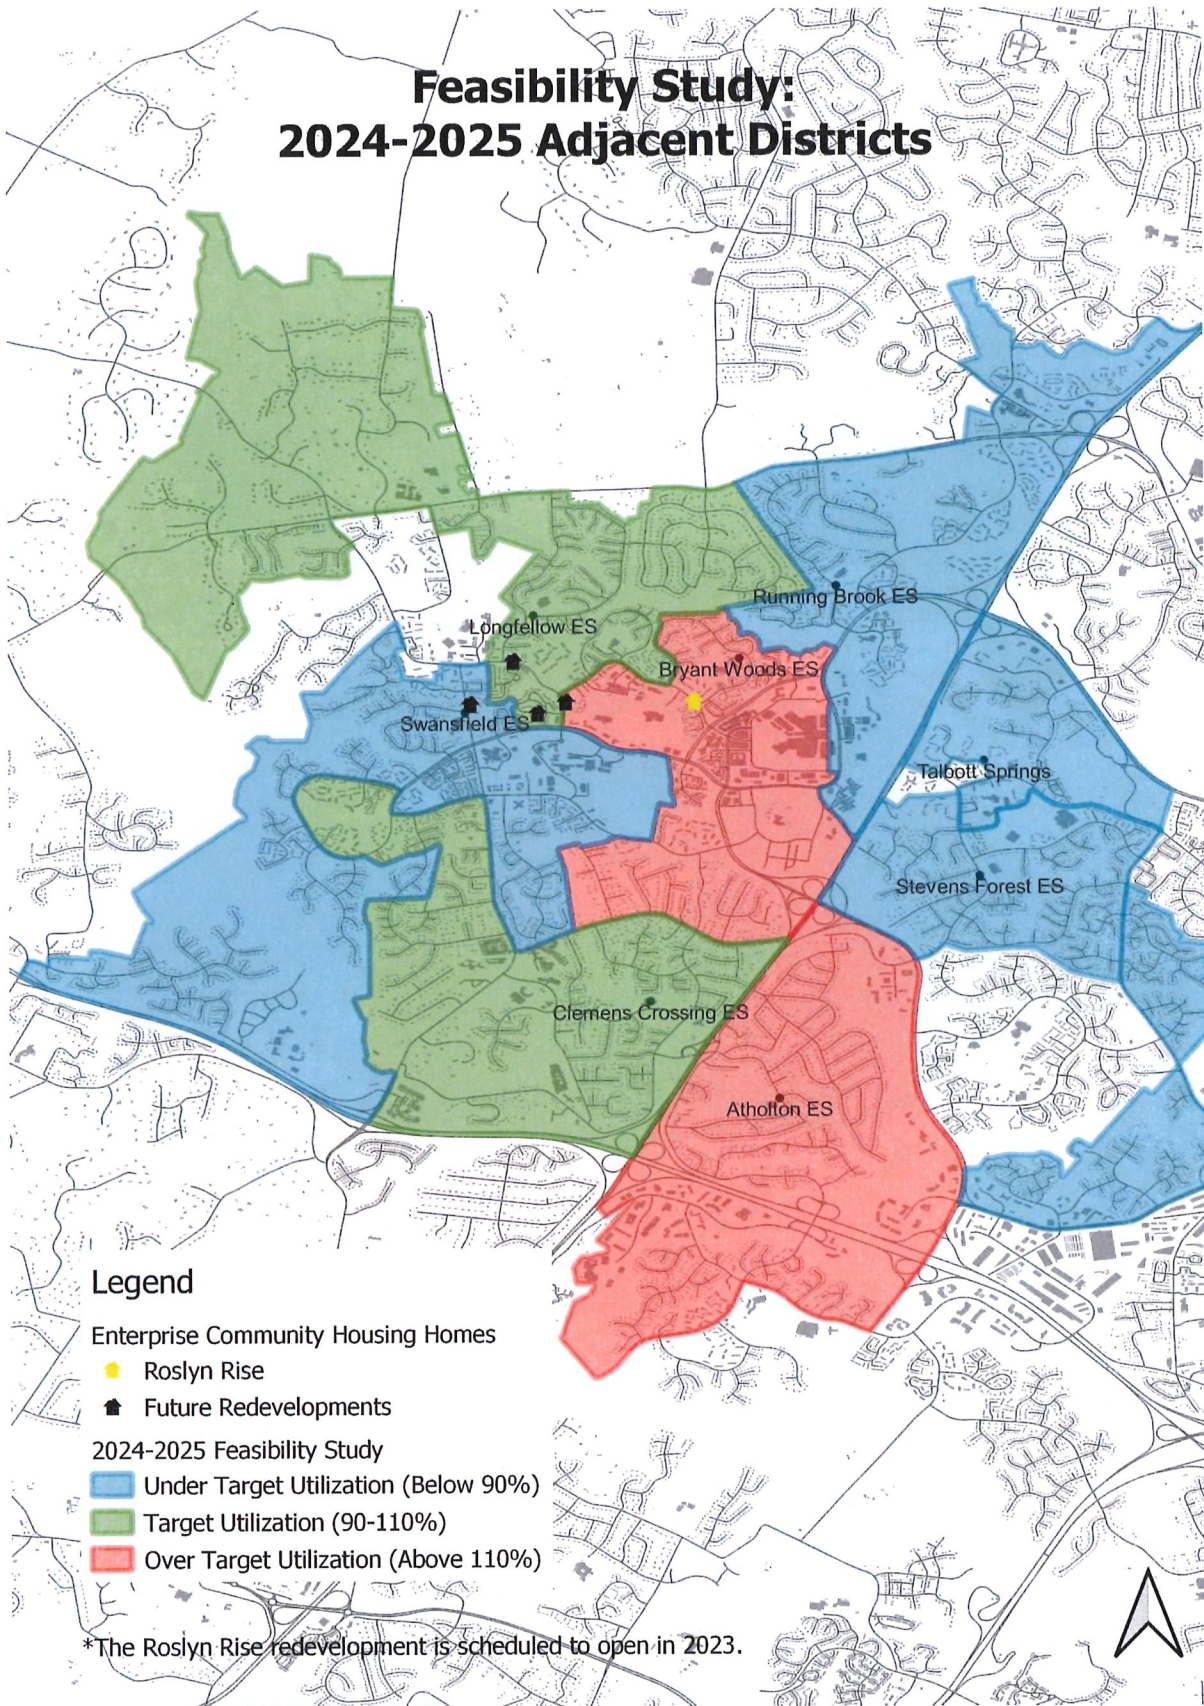 Feasibility Study:
2024-2025 Adjacent Districts
Running Brook ES
Longfellow ES
Bryant Woods ES
Swansfield ES
Talbott Springs
Stevens Forest ES
Clemens Crossing ES
Atholton ES
Legend
Enterprise Community Housing Homes
Roslyn Rise
Future Redevelopments
2024-2025 Feasibility Study
Under Target Utilization (Below 90%)
Target Utilization (90-110%)
Over Target Utilization (Above 110%)
*The Roslyn Rise redevelopment is scheduled to open in 2023.